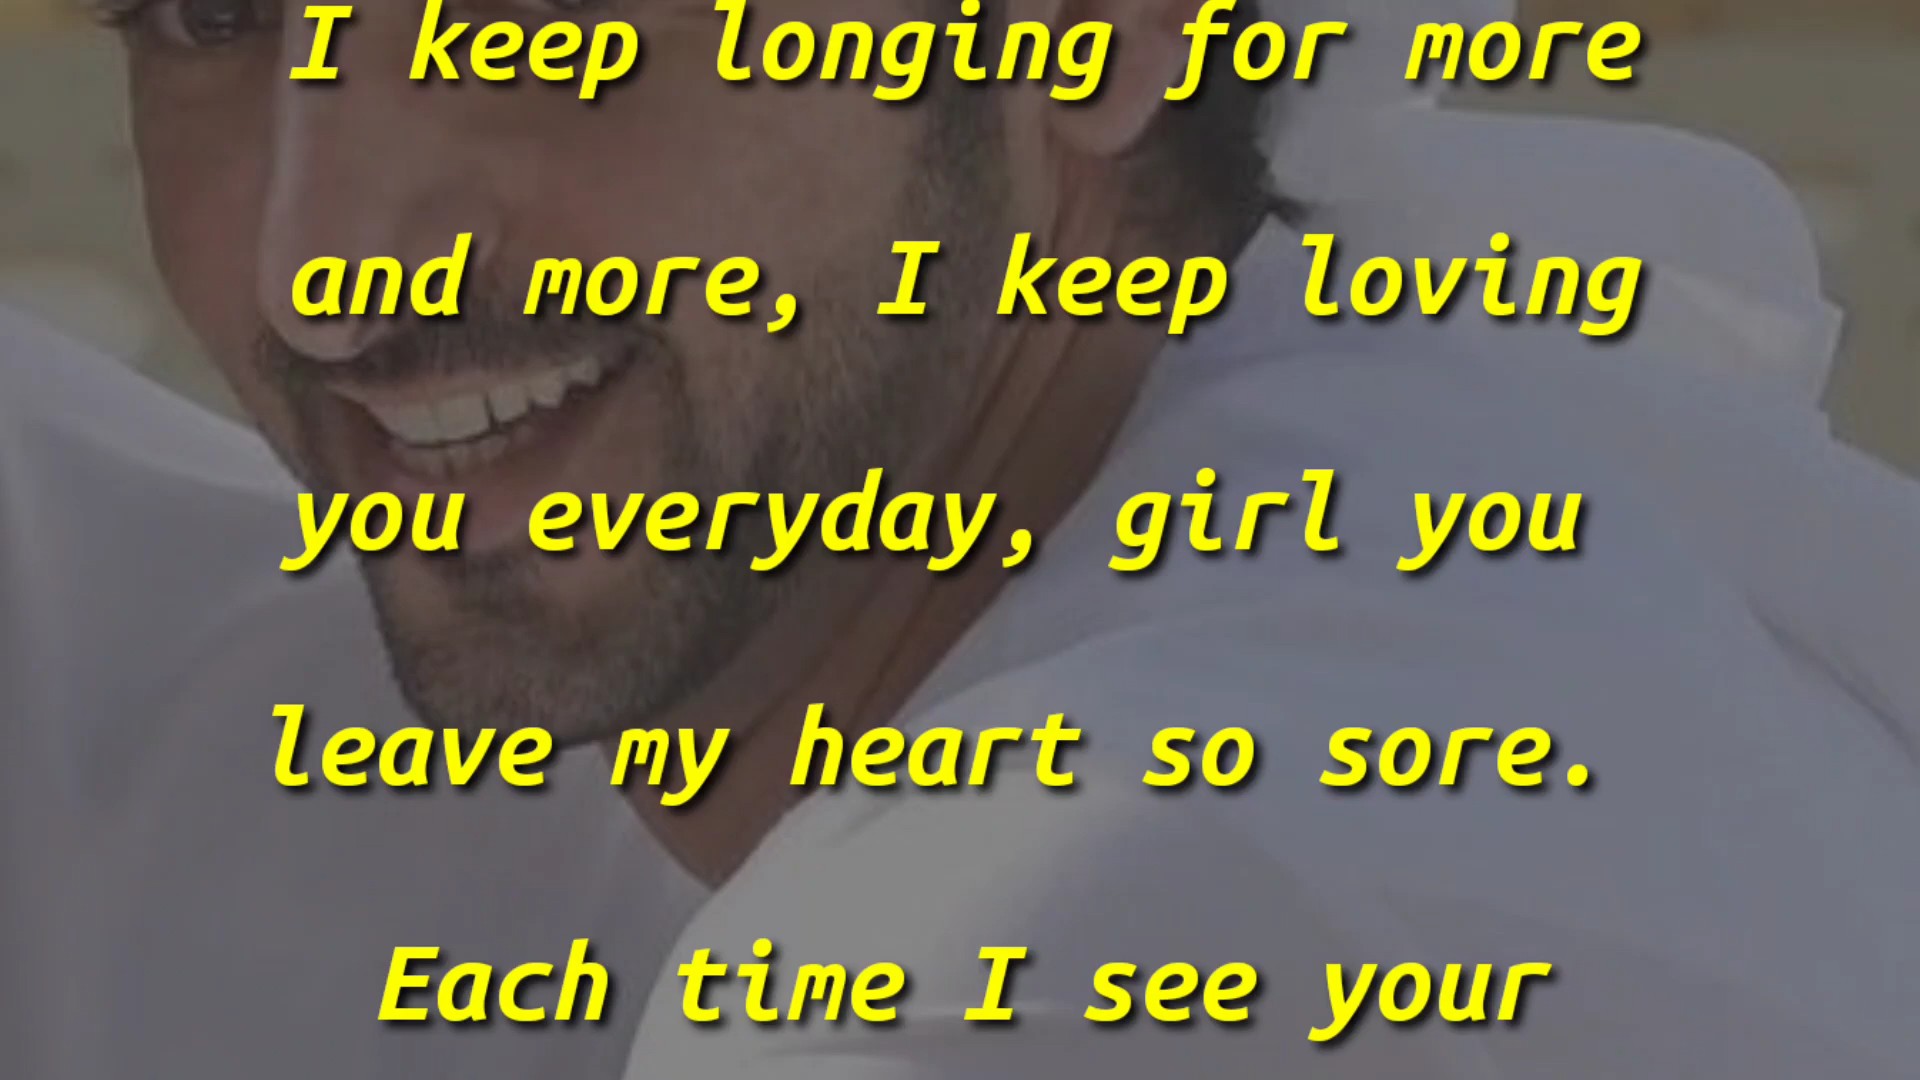 I keep longing for more
and more, I keep loving
you everyday, girl you
leave my heart so sore.
Each time I see your